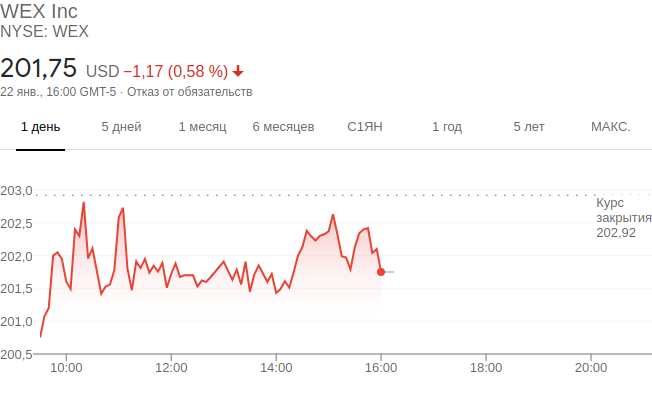 WEX Inc
NYSE: WEX
201,75 USD −1,17 (0,58 %)
22 янв., 16:00 GMT-5 · Отказ от обязательств
1 день 5 дней 1 месяц 6 месяцев С1ЯН 1 год 5 лет МАКС.
203,0
Курс
закрытия
202,92
202,5
202,0
201,5
201,0
200,5
10:00 12:00 14:00 16:00 18:00 20:00